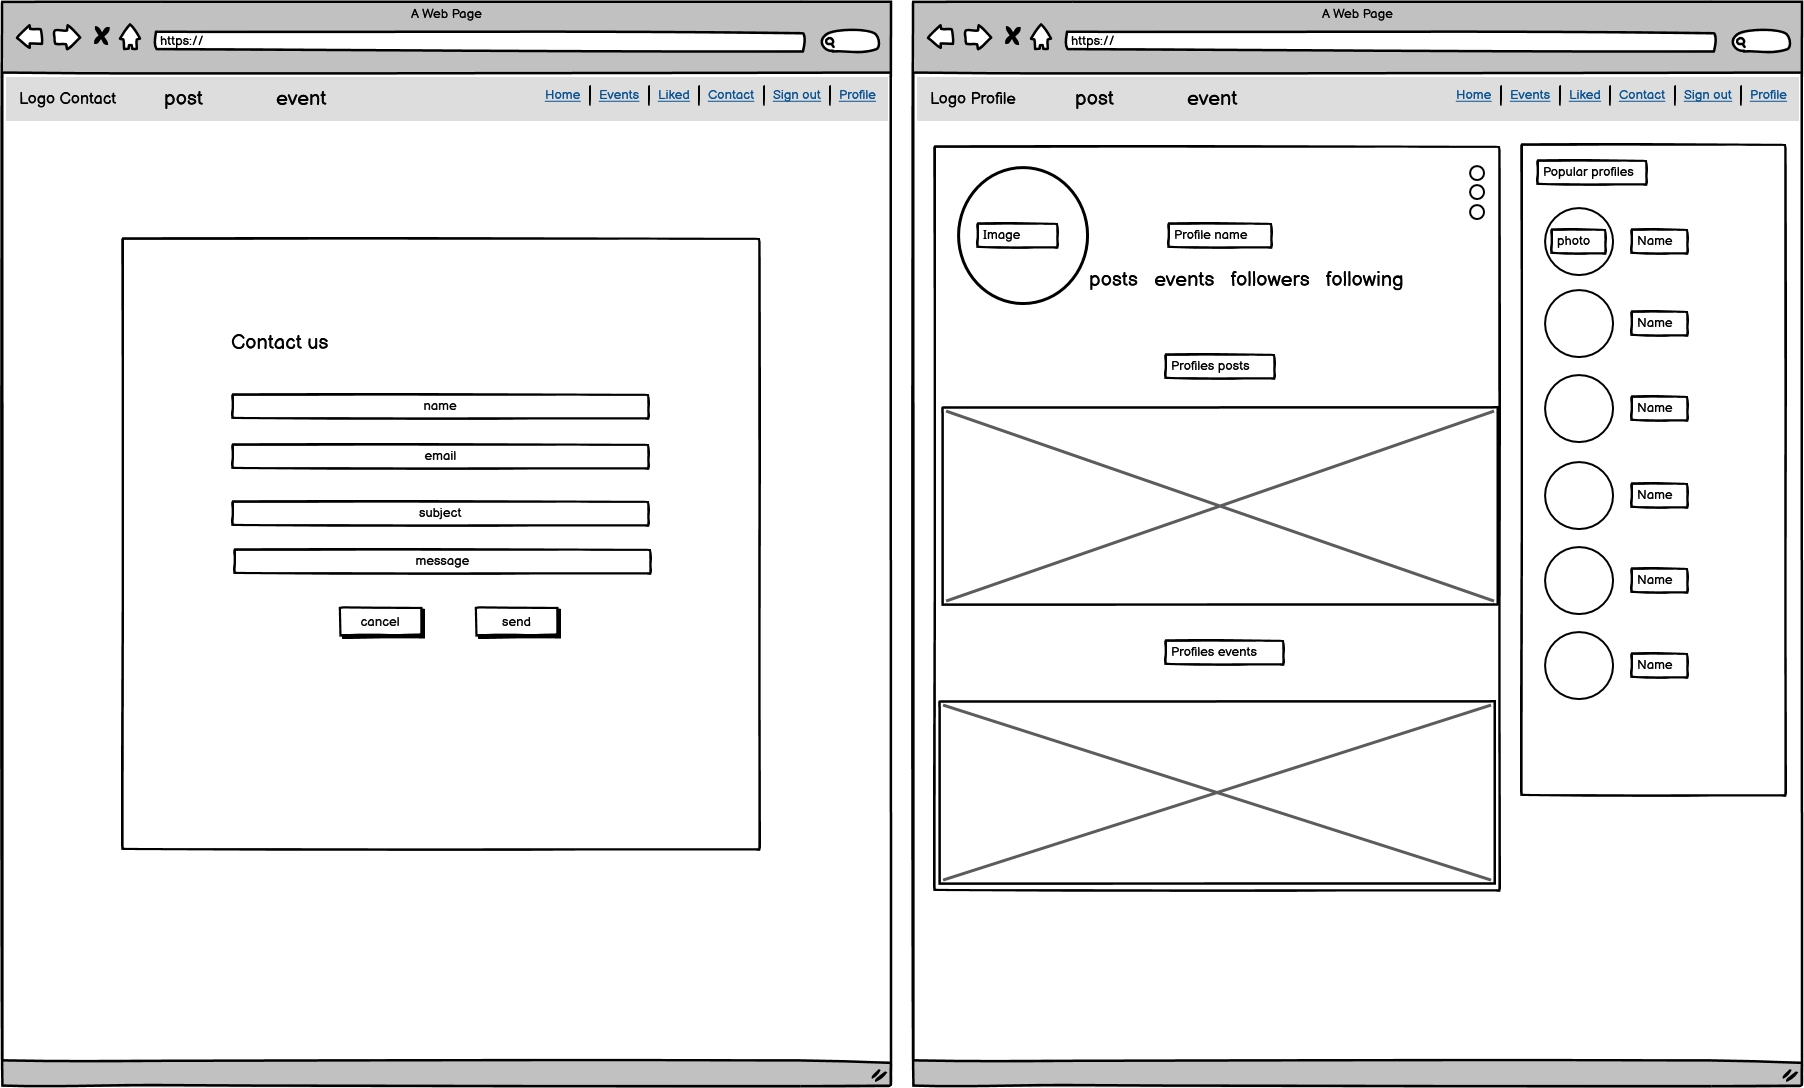 A Web Page
https://
Logo Contact post event Home Events Liked Contact Sign out Profile
Contact us
name
email
subject
message
cancel send
A Web Page
https://
Logo Profile post event Home Events Liked Contact Sign out Profile
Image
Profile name
posts events followers following
Profiles posts
Profiles events
Popular profiles
photo Name
Name
Name
Name
Name
Name